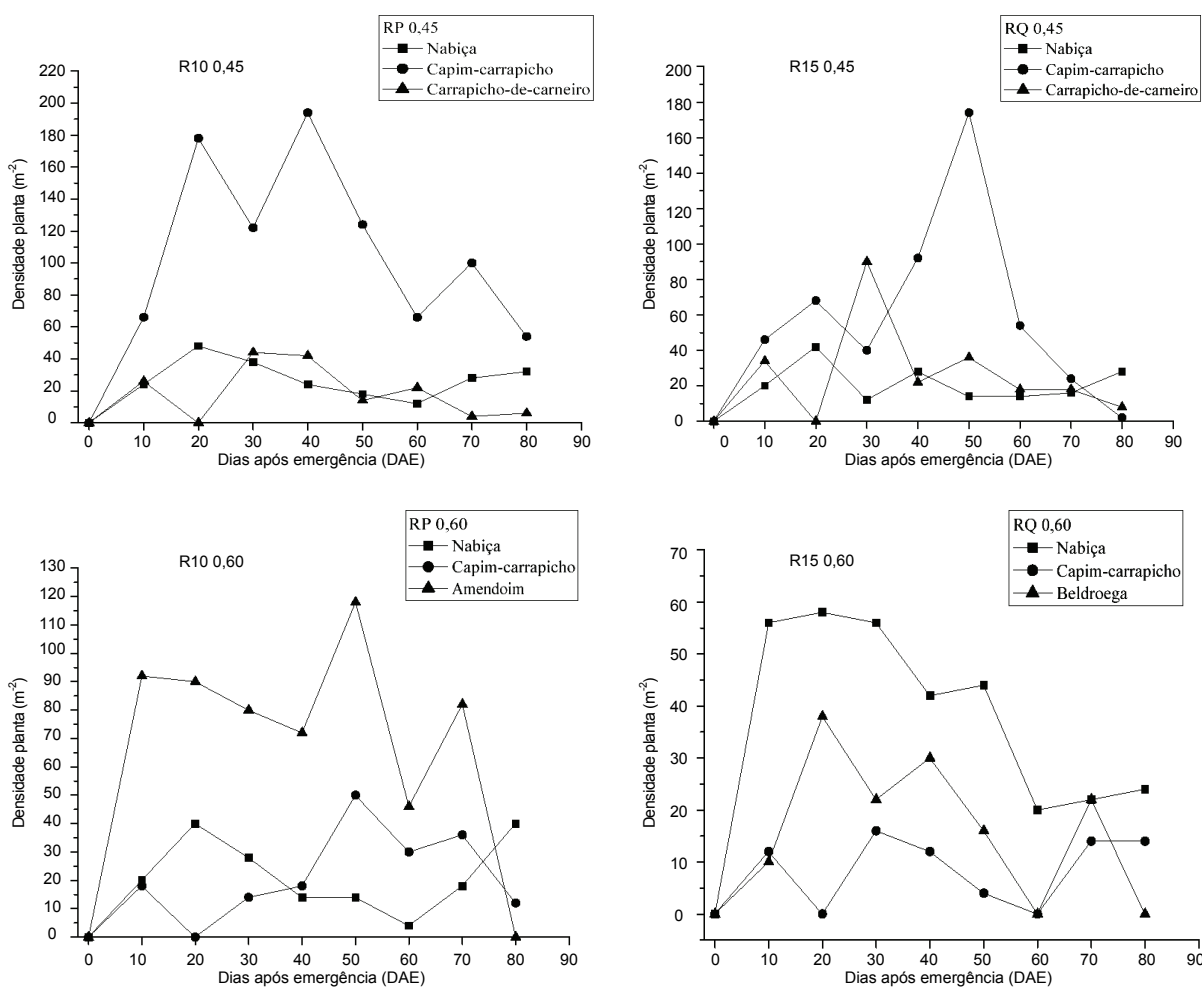 RP 0,45
Nabiça
Capim-carrapicho
Carrapicho-de-carneiro
R10 0,45
220
200
180
160
140
120
100
80
60
40
20
0
Densidade planta (m-2)
0 10 20 30 40 50 60 70 80 90
Dias após emergência (DAE)
RQ 0,45
Nabiça
Capim-carrapicho
Carrapicho-de-carneiro
R15 0,45
200
180
160
140
120
100
80
60
40
20
0
Densidade planta (m-2)
0 10 20 30 40 50 60 70 80 90
Dias após emergência (DAE)
RP 0,60
Nabiça
Capim-carrapicho
Amendoim
R10 0,60
130
120
110
100
90
80
70
60
50
40
30
20
10
0
Densidade planta (m-2)
0 10 20 30 40 50 60 70 80 90
Dias após emergência (DAE)
RQ 0,60
Nabiça
Capim-carrapicho
Beldroega
R15 0,60
70
60
50
40
30
20
10
0
Densidade planta (m-2)
0 10 20 30 40 50 60 70 80 90
Dias após emergência (DAE)